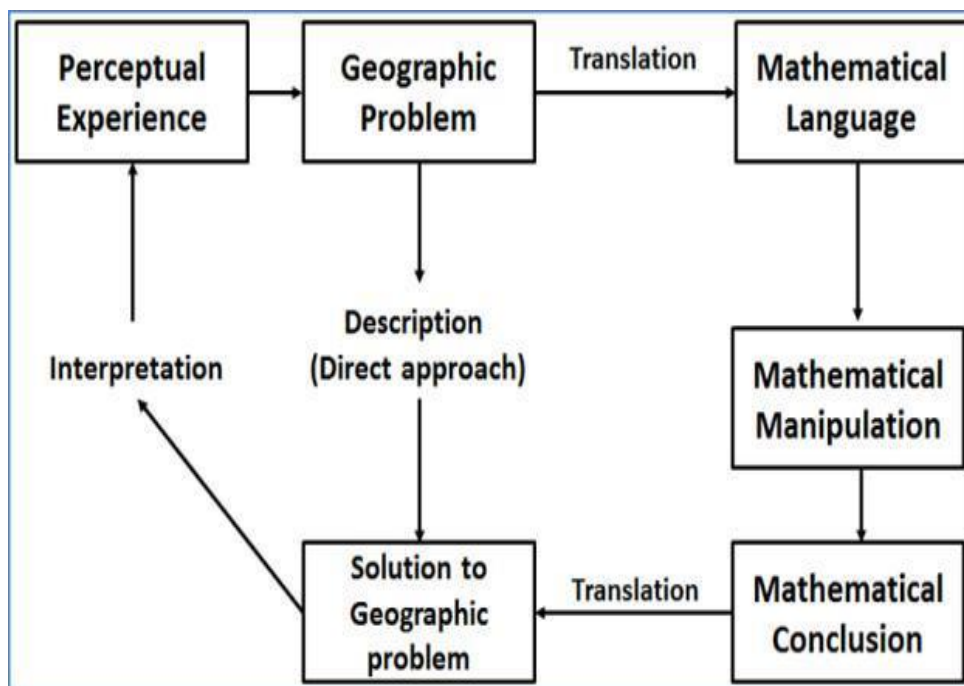 Perceptual
Experience
Geographic
Problem
Translation
Mathematical
Language
Interpretation
Description
(Direct approach)
Mathematical
Manipulation
Solution to
Geographic
problem
Translation
Mathematical
Conclusion